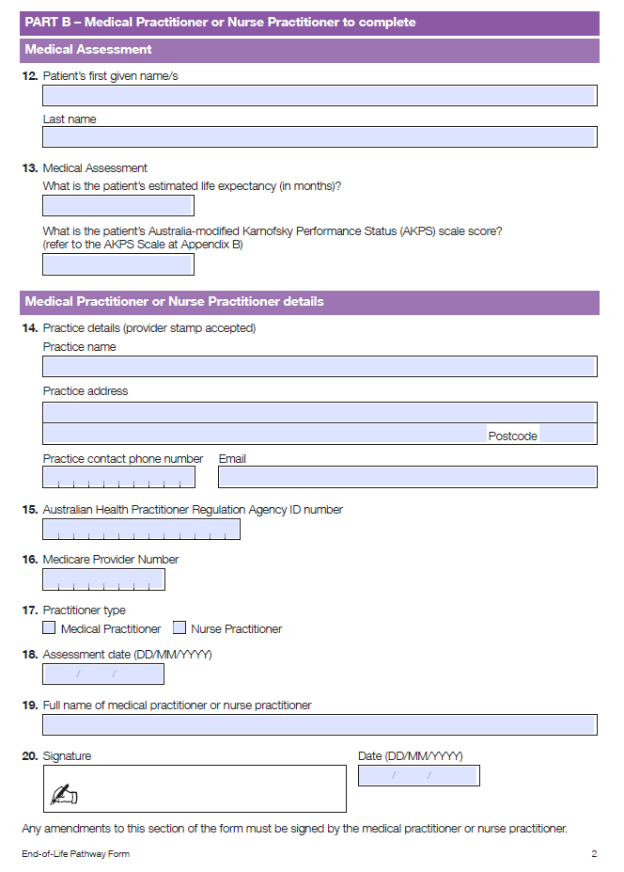 PART B – Medical Practitioner or Nurse Practitioner to complete
Medical Assessment
12. Patient's first given name/s
Last name
13. Medical Assessment
What is the patient's estimated life expectancy (in months)?
What is the patient's Australia-modified Karnofsky Performance Status (AKPS) scale score?
(refer to the AKPS Scale at Appendix B)
Medical Practitioner or Nurse Practitioner details
14. Practice details (provider stamp accepted)
Practice name
Practice address
Postcode
Practice contact phone number Email
15. Australian Health Practitioner Regulation Agency ID number
16. Medicare Provider Number
17. Practitioner type
Medical Practitioner Nurse Practitioner
18. Assessment date (DD/MM/YYYY)
/ /
19. Full name of medical practitioner or nurse practitioner
20. Signature Date (DD/MM/YYYY)
/ /
Any amendments to this section of the form must be signed by the medical practitioner or nurse practitioner.
End-of-Life Pathway Form 2